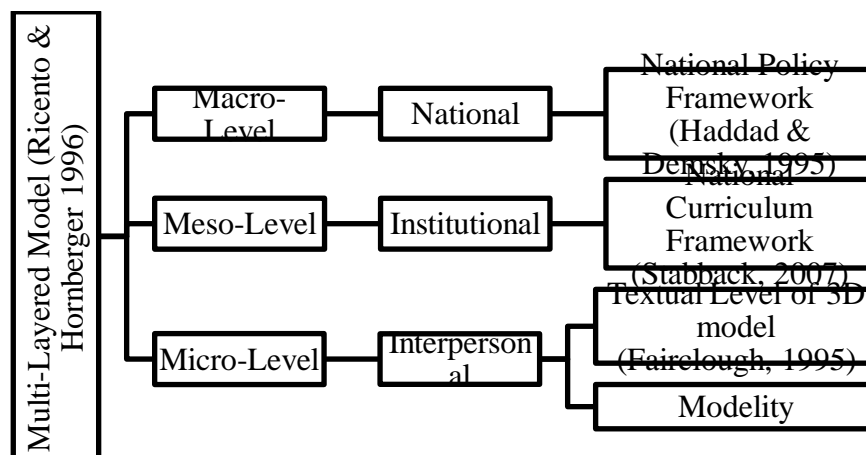 Multi-Layered Model (Ricento &
Hornberger 1996)
Macro-
Level
National
National Policy
Framework
(Haddad &
Demsky, 1995)
Meso-Level
Institutional
National
Curriculum
Framework
(Stabback, 2007)
Micro-Level
Interperson
al
Textual Level of 3D
model
(Fairclough, 1995)
Modelity